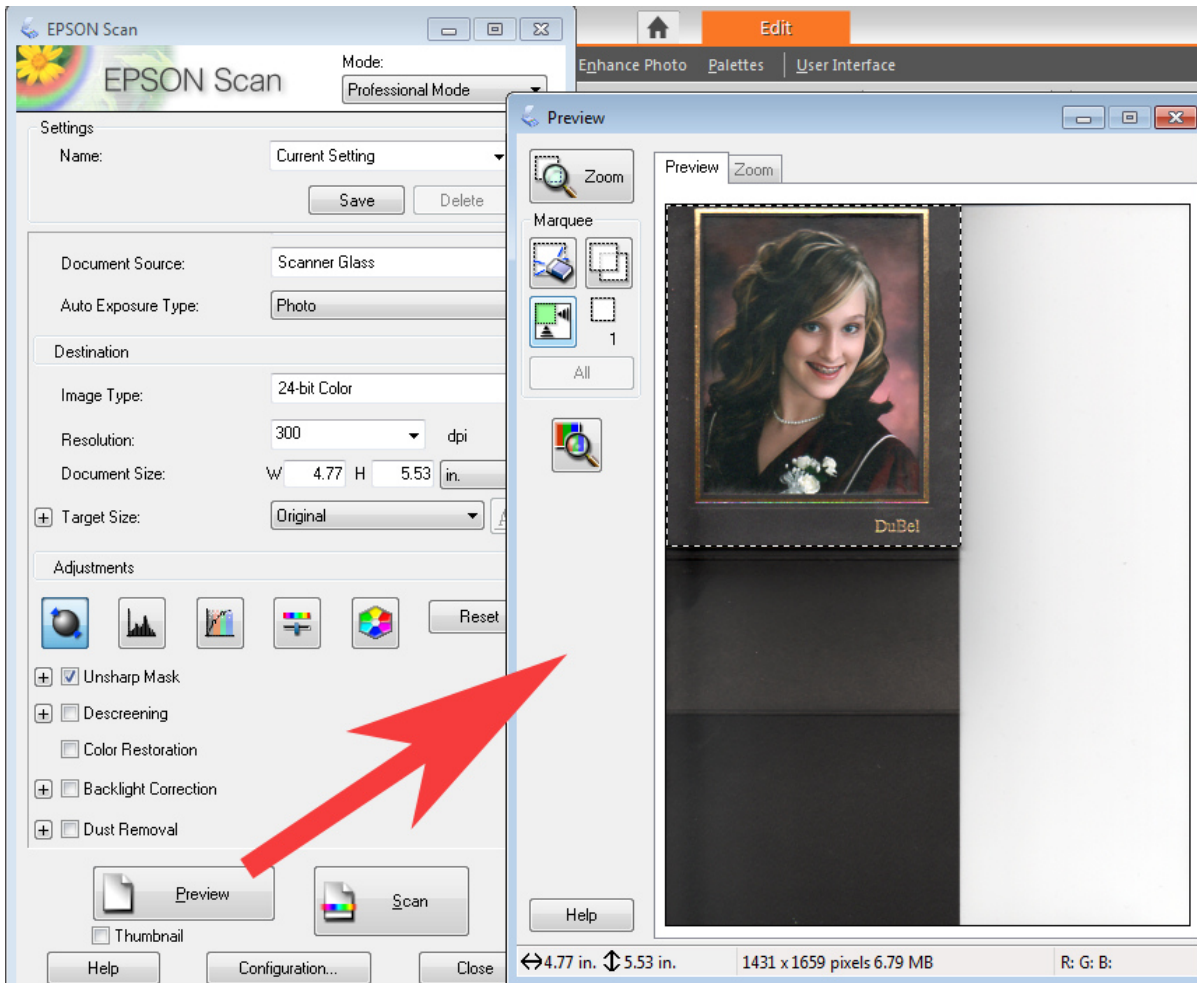 EPSON Scan
EPSON Scan
Mode:
Professional Mode
Settings
Name:
Current Setting
Save
Delete
Document Source:
Scanner Glass
Auto Exposure Type:
Photo
Destination
Image Type:
24-bit Color
Resolution:
300
dpi
Document Size:
W 4.77 H 5.53 in.
Target Size:
Original
Adjustments
Reset
Unsharp Mask
Descreening
Color Restoration
Backlight Correction
Dust Removal
Preview
Scan
Thumbnail
Help
Configuration...
Close
Edit
Enhance Photo Palettes User Interface
Preview
Zoom
Preview
Zoom
Marquee
1
All
DuBel
Help
4.77 in. 5.53 in.
1431 x 1659 pixels 6.79 MB
R: G: B: